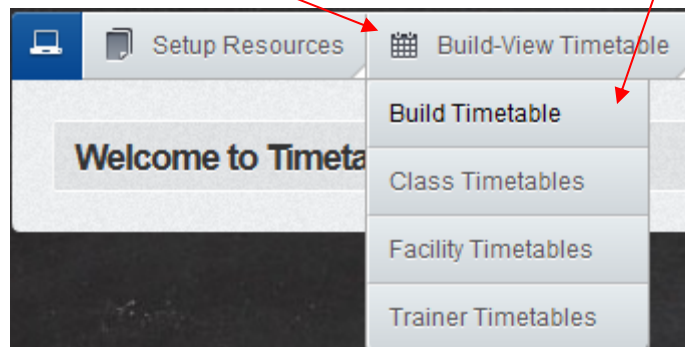 Setup Resources
Build-View Timetable
Build Timetable
Welcome to Timeta
Class Timetables
Facility Timetables
Trainer Timetables